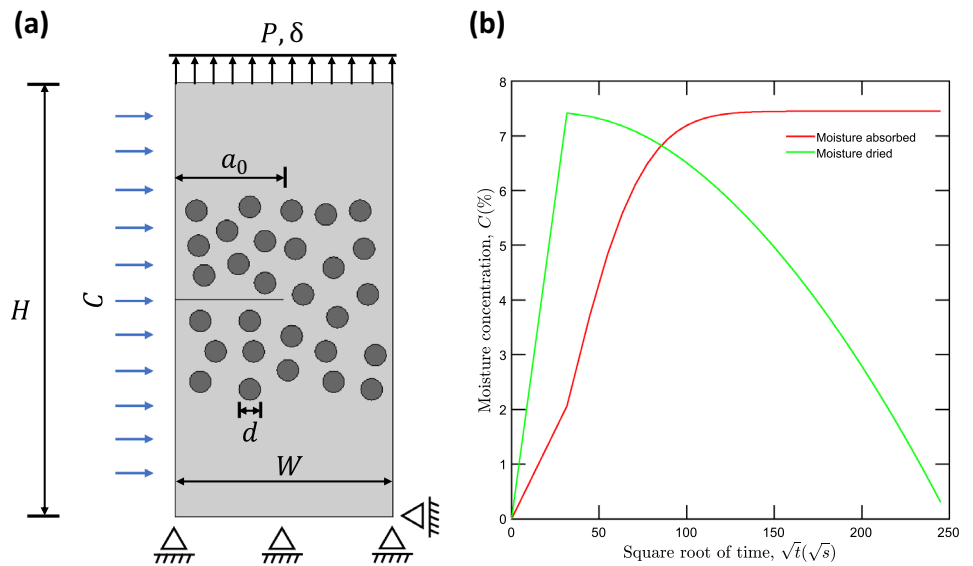 (a)
P, δ
a₀
H
C
d
W
(b)
8
7
6
5
4
3
2
1
0
Moisture concentration, C(%)
Moisture absorbed
Moisture dried
0
50
100
150
200
250
Square root of time, √t(√s)